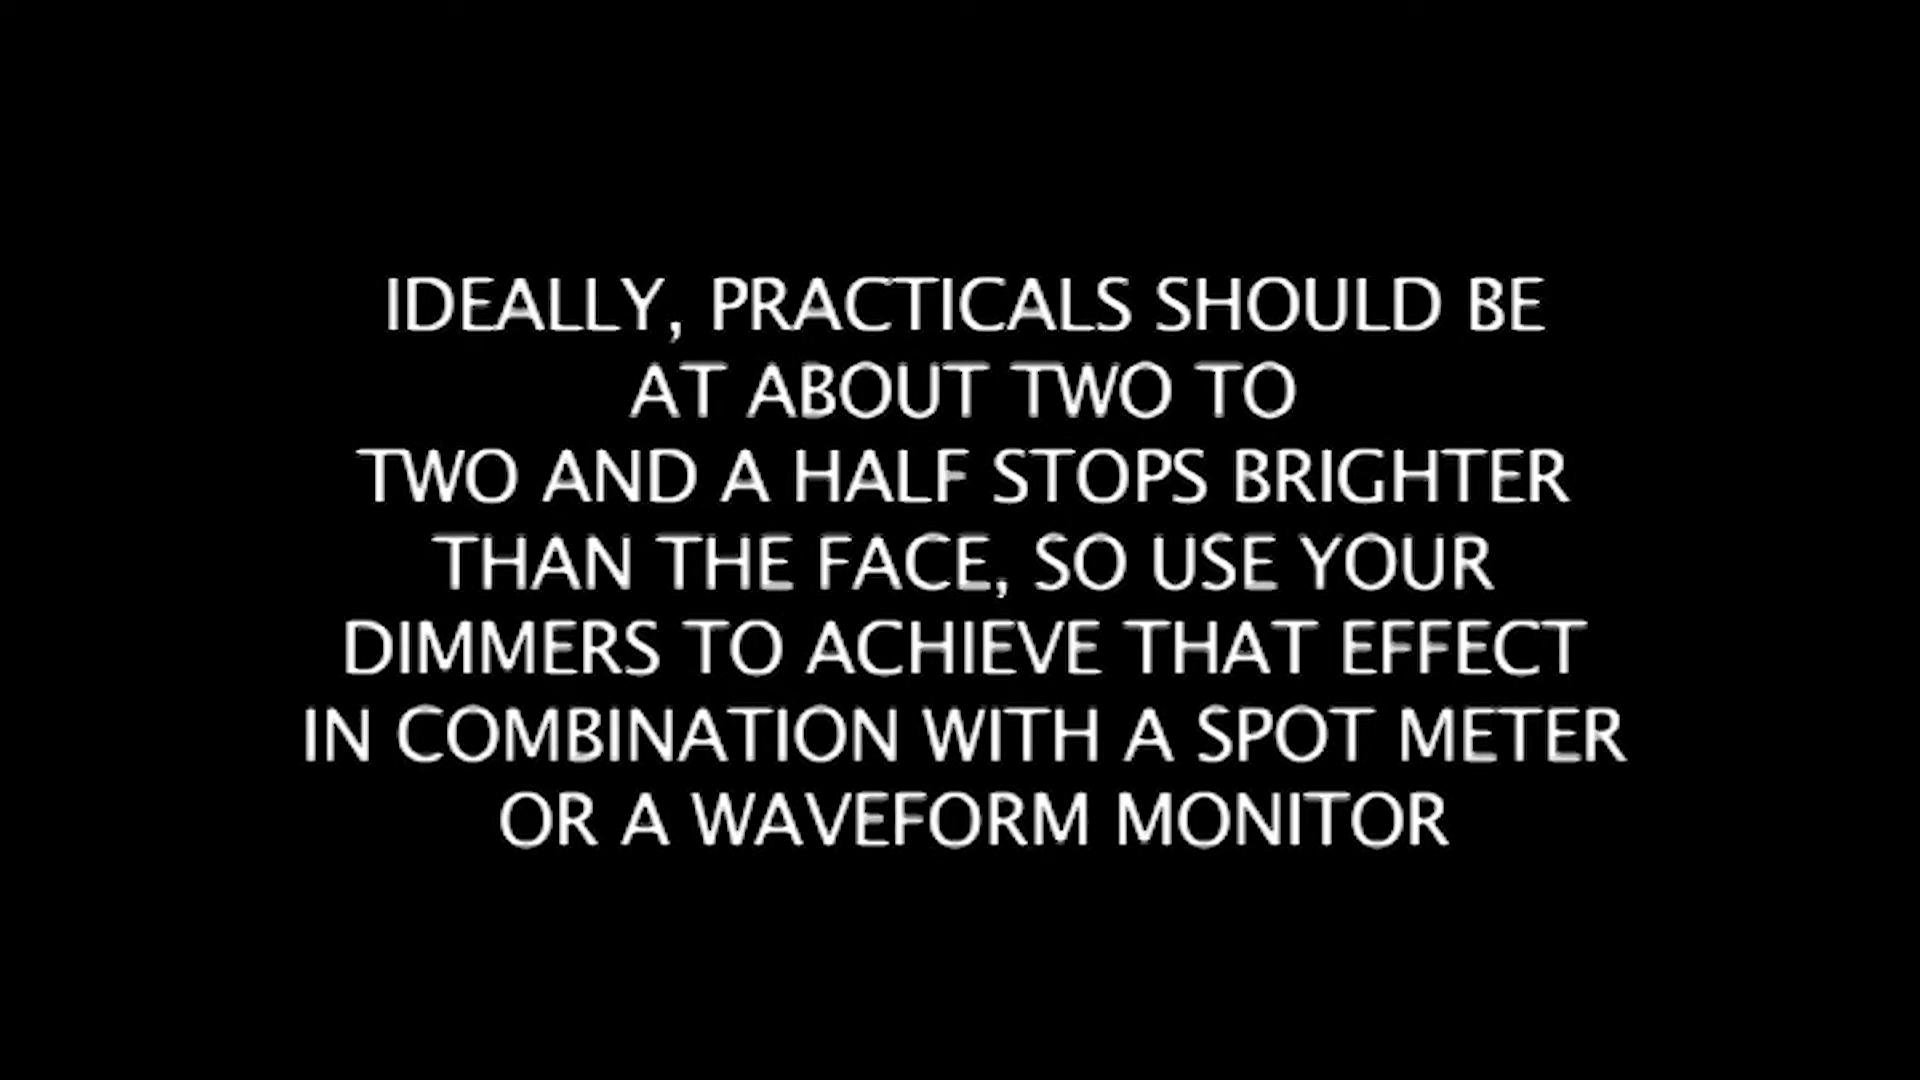 IDEALLY, PRACTICALS SHOULD BE
AT ABOUT TWO TO
TWO AND A HALF STOPS BRIGHTER
THAN THE FACE, SO USE YOUR
DIMMERS TO ACHIEVE THAT EFFECT
IN COMBINATION WITH A SPOT METER
OR A WAVEFORM MONITOR